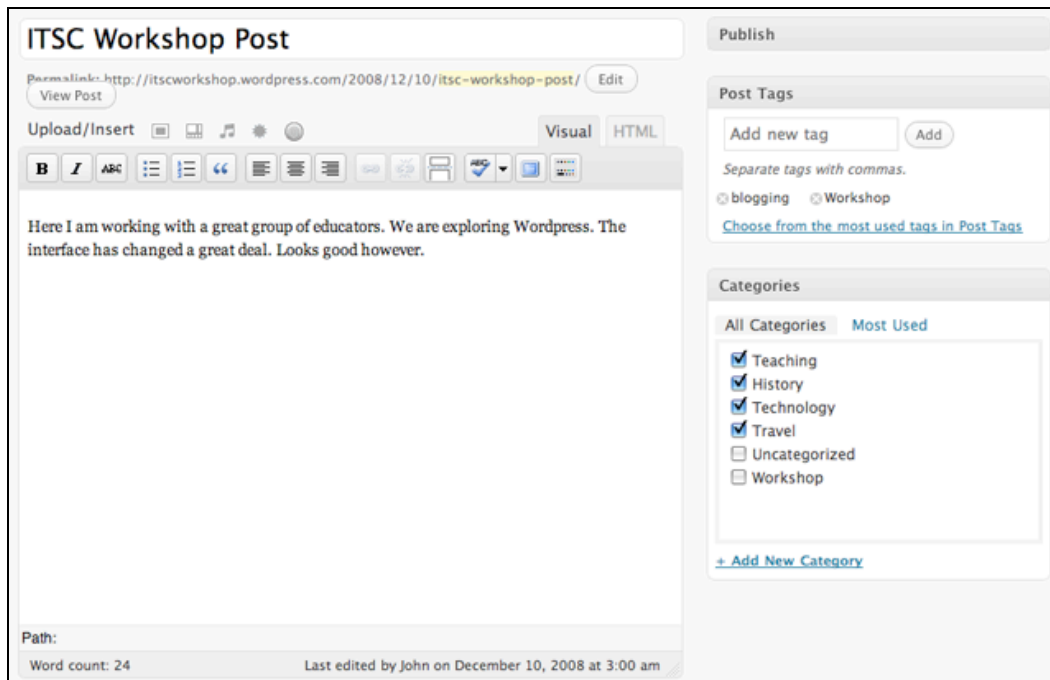 ITSC Workshop Post
Permalink: http://itscworkshop.wordpress.com/2008/12/10/itsc-workshop-post/ Edit
View Post
Upload/Insert
Visual HTML
B I ABC ABC
Here I am working with a great group of educators. We are exploring Wordpress. The
interface has changed a great deal. Looks good however.
Path:
Word count: 24 Last edited by John on December 10, 2008 at 3:00 am
Publish
Post Tags
Add new tag Add
Separate tags with commas.
blogging Workshop
Choose from the most used tags in Post Tags
Categories
All Categories Most Used
Teaching
History
Technology
Travel
Uncategorized
Workshop
+ Add New Category